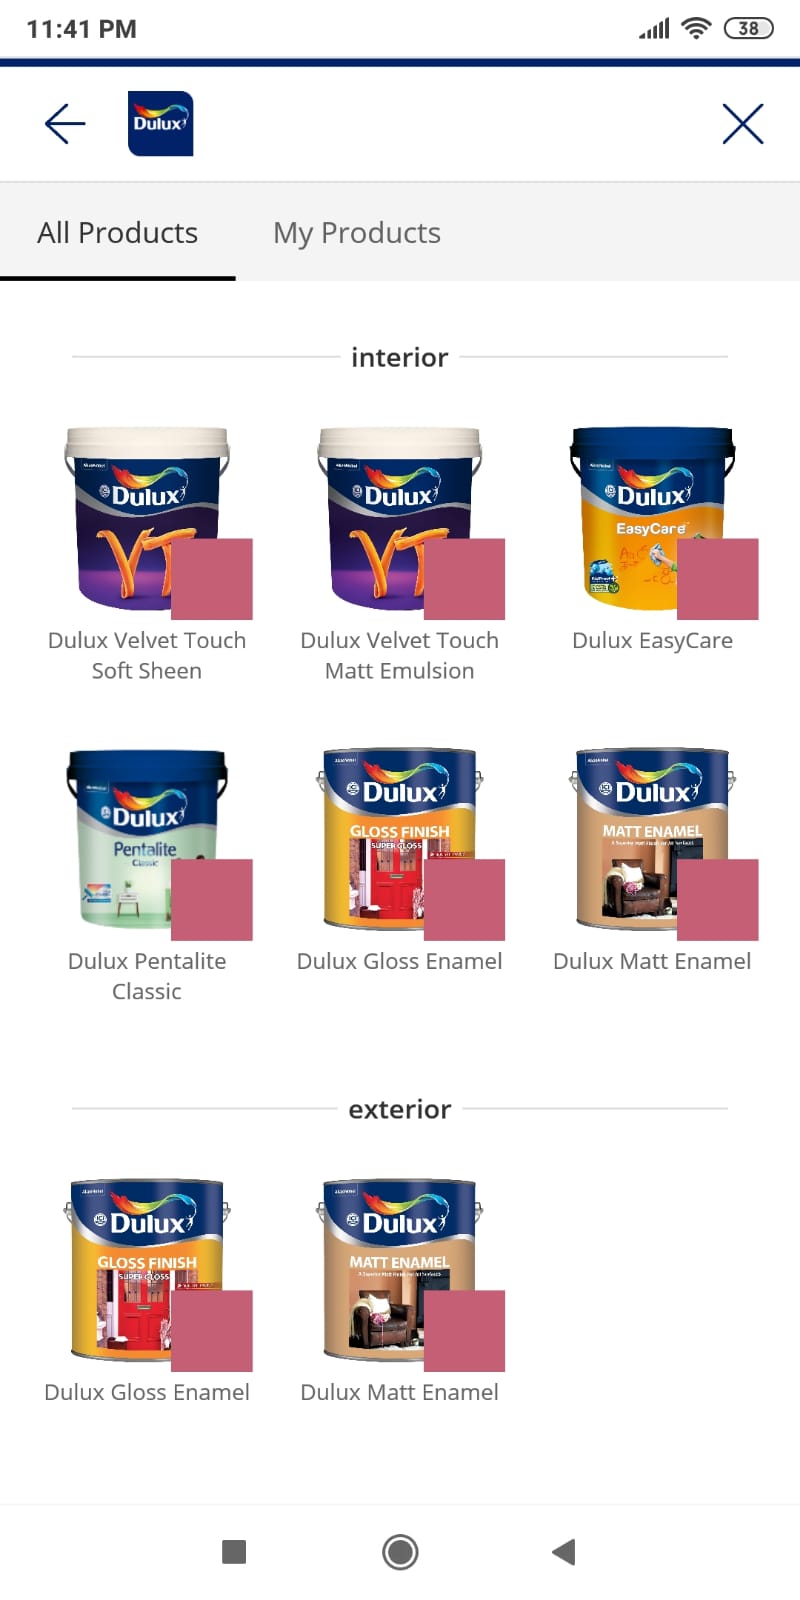 11:41 PM
38
Dulux
All Products
My Products
interior
Dulux
Dulux
Dulux
EasyCare
Dulux Velvet Touch
Soft Sheen
Dulux Velvet Touch
Matt Emulsion
Dulux EasyCare
Dulux
Pentalite
Classic
Dulux
GLOSS FINISH
SUPER GLOSS
Dulux
MATT ENAMEL
Dulux Pentalite
Classic
Dulux Gloss Enamel
Dulux Matt Enamel
exterior
Dulux
GLOSS FINISH
SUPER GLOSS
Dulux
MATT ENAMEL
Dulux Gloss Enamel
Dulux Matt Enamel